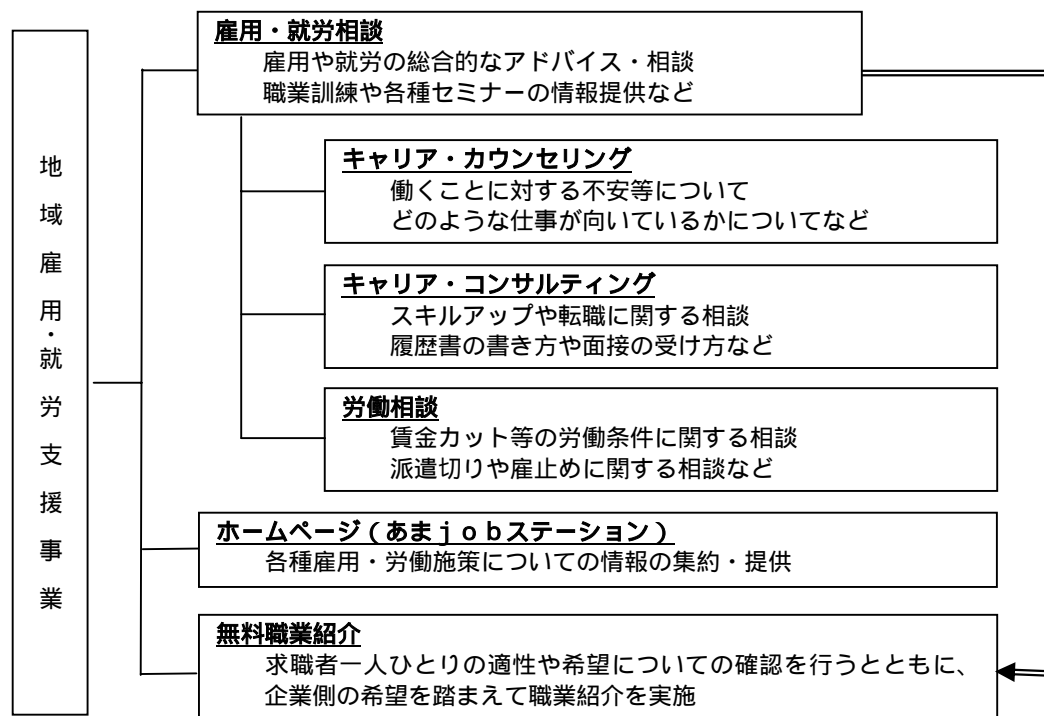 地域雇用・就労支援事業
雇用・就労相談
雇用や就労の総合的なアドバイス・相談
職業訓練や各種セミナーの情報提供など
キャリア・カウンセリング
働くことに対する不安等について
どのような仕事が向いているかについてなど
キャリア・コンサルティング
スキルアップや転職に関する相談
履歴書の書き方や面接の受け方など
労働相談
賃金カット等の労働条件に関する相談
派遣切りや雇止めに関する相談など
ホームページ（あまｊｏｂステーション）
各種雇用・労働施策についての情報の集約・提供
無料職業紹介
求職者一人ひとりの適性や希望についての確認を行うとともに、
企業側の希望を踏まえて職業紹介を実施